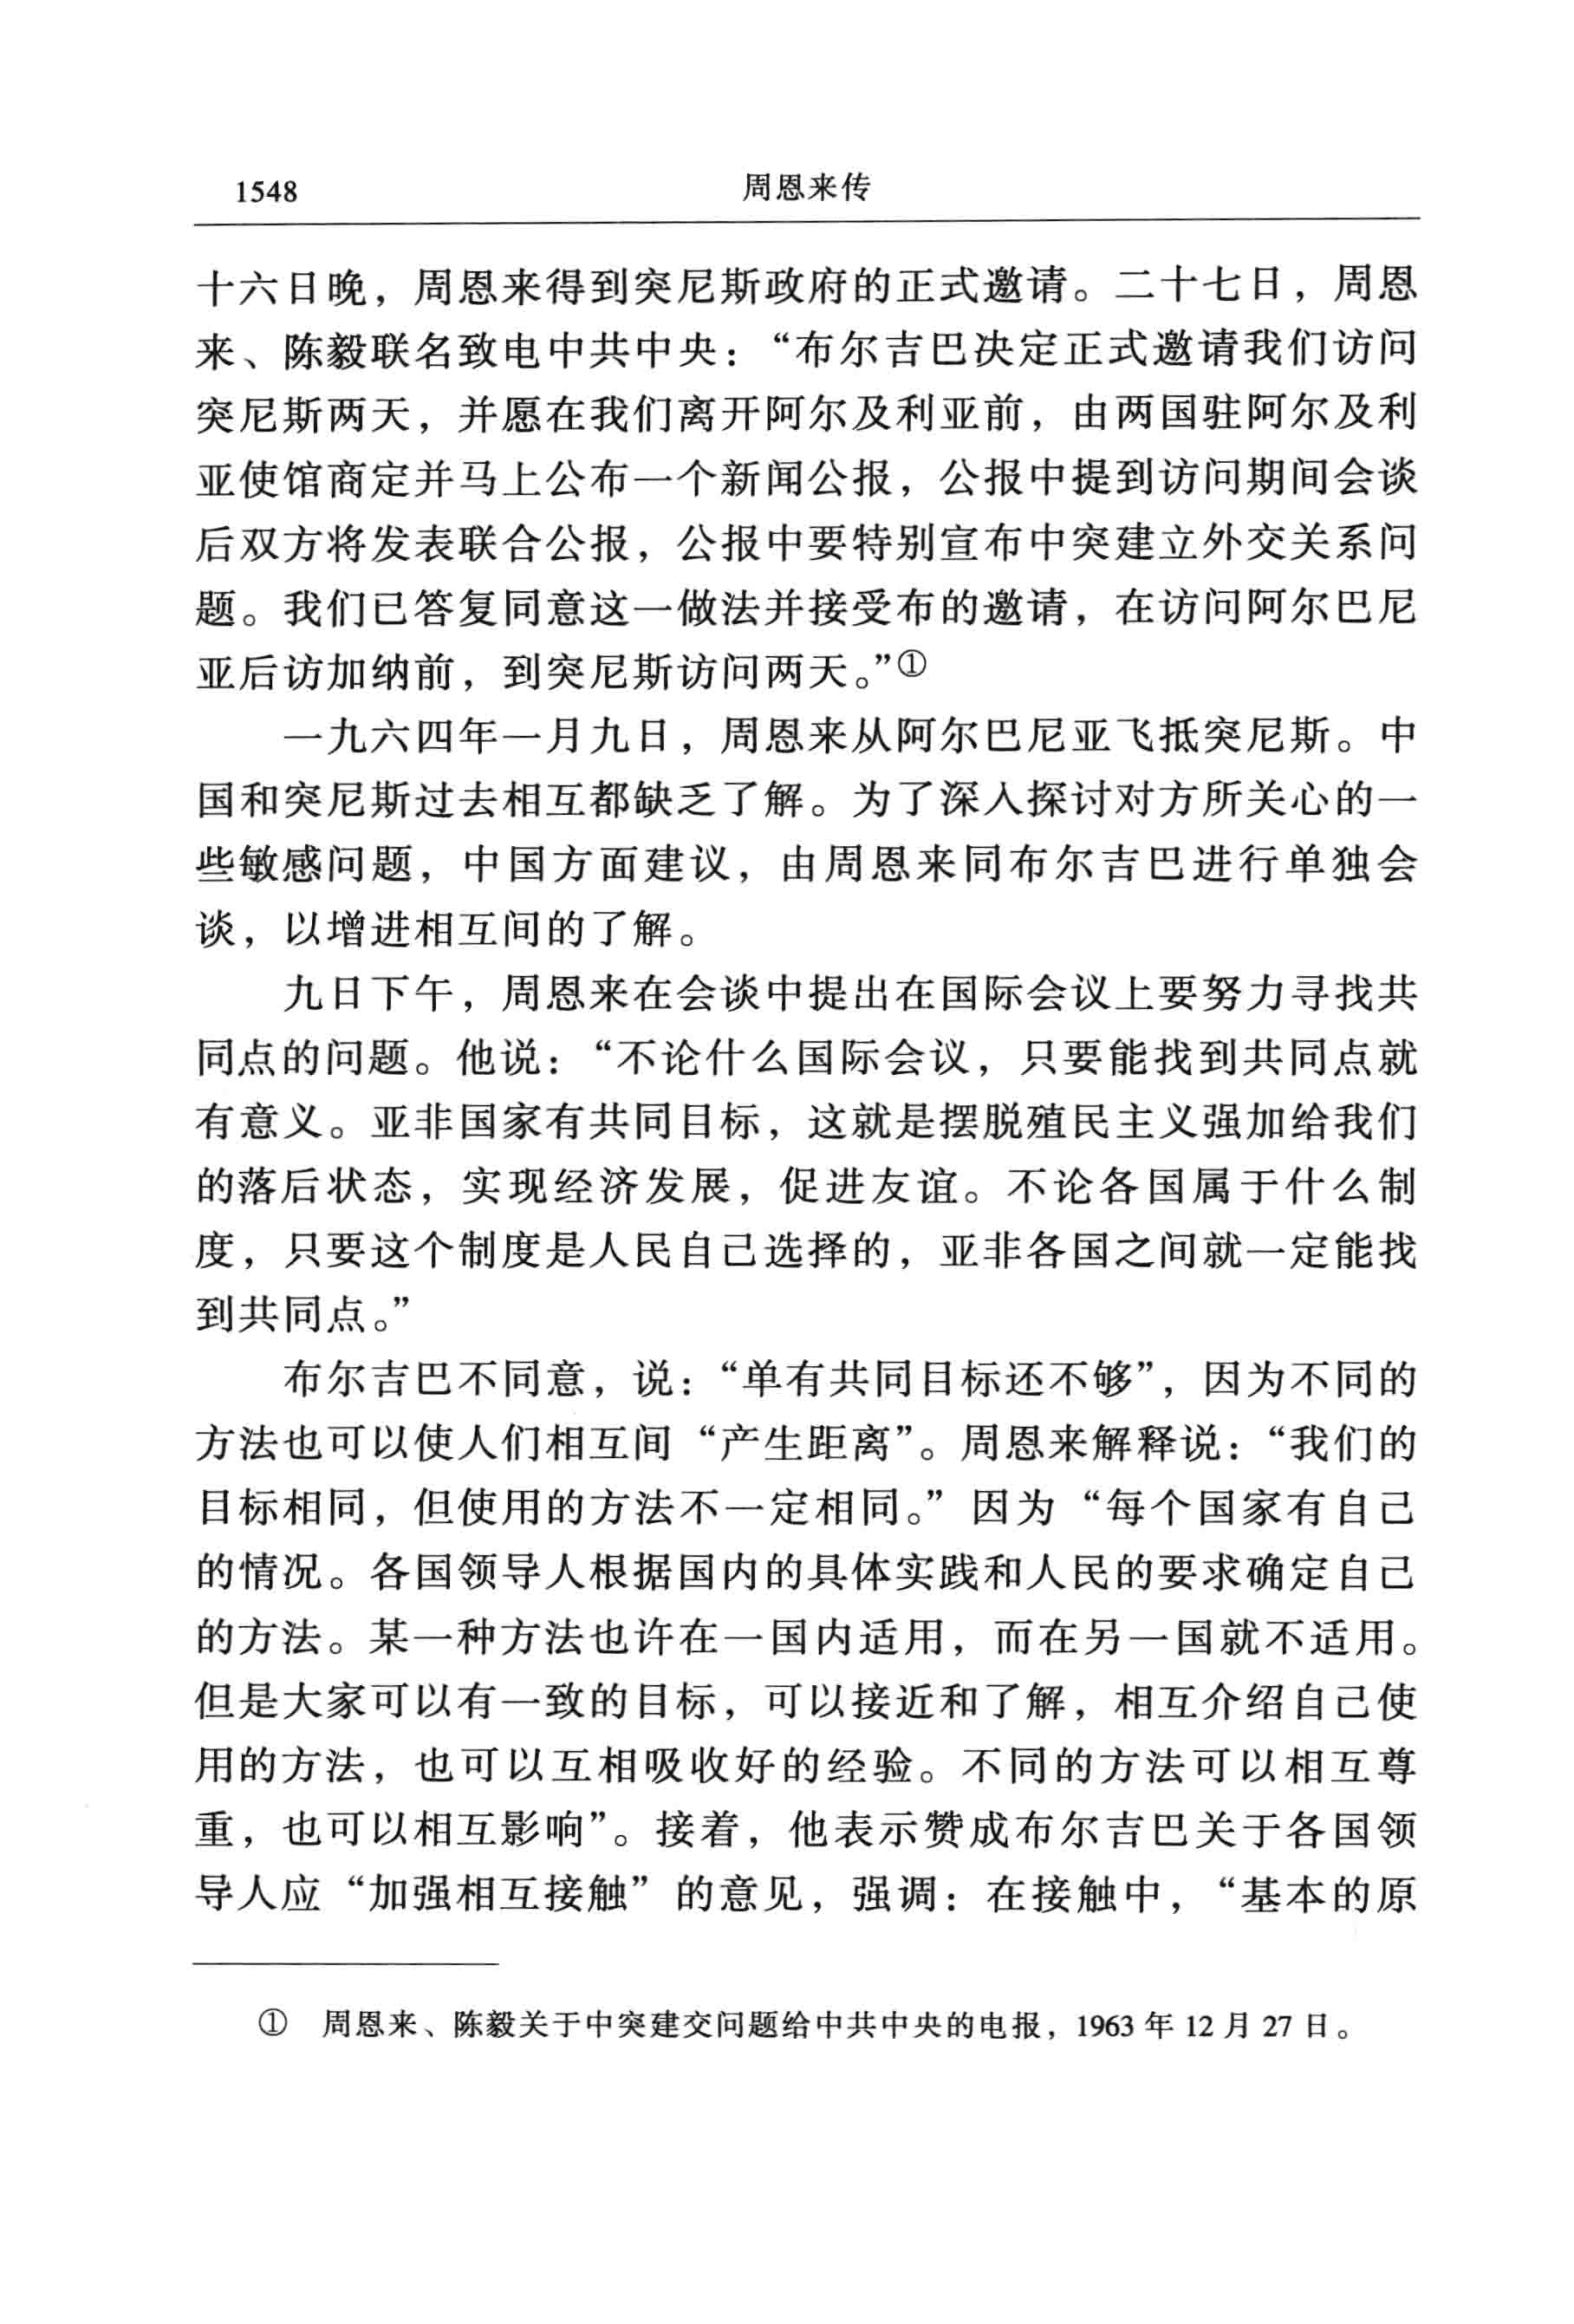 1548
周恩来传
十六日晚，周恩来得到突尼斯政府的正式邀请。二十七日，周恩
来、陈毅联名致电中共中央：“布尔吉巴决定正式邀请我们访问
突尼斯两天，并愿在我们离开阿尔及利亚前，由两国驻阿尔及利
亚使馆商定并马上公布一个新闻公报，公报中提到访问期间会谈
后双方将发表联合公报，公报中要特别宣布中突建立外交关系问
题。我们已答复同意这一做法并接受布的邀请，在访问阿尔巴尼
亚后访加纳前，到突尼斯访问两天。”①
一九六四年一月九日，周恩来从阿尔巴尼亚飞抵突尼斯。中
国和突尼斯过去相互都缺乏了解。为了深入探讨对方所关心的一
些敏感问题，中国方面建议，由周恩来同布尔吉巴进行单独会
谈，以增进相互间的了解。
九日下午，周恩来在会谈中提出在国际会议上要努力寻找共
同点的问题。他说：“不论什么国际会议，只要能找到共同点就
有意义。亚非国家有共同目标，这就是摆脱殖民主义强加给我们
的落后状态，实现经济发展，促进友谊。不论各国属于什么制
度，只要这个制度是人民自己选择的，亚非各国之间就一定能找
到共同点。”
布尔吉巴不同意，说：“单有共同目标还不够”，因为不同的
方法也可以使人们相互间“产生距离”。周恩来解释说：“我们的
目标相同，但使用的方法不一定相同。”因为“每个国家有自己
的情况。各国领导人根据国内的具体实践和人民的要求确定自己
的方法。某一种方法也许在一国内适用，而在另一国就不适用。
但是大家可以有一致的目标，可以接近和了解，相互介绍自己使
用的方法，也可以互相吸收好的经验。不同的方法可以相互尊
重，也可以相互影响”。接着，他表示赞成布尔吉巴关于各国领
导人应“加强相互接触”的意见，强调：在接触中，“基本的原
① 周恩来、陈毅关于中突建交问题给中共中央的电报，1963 年 12 月 27 日。